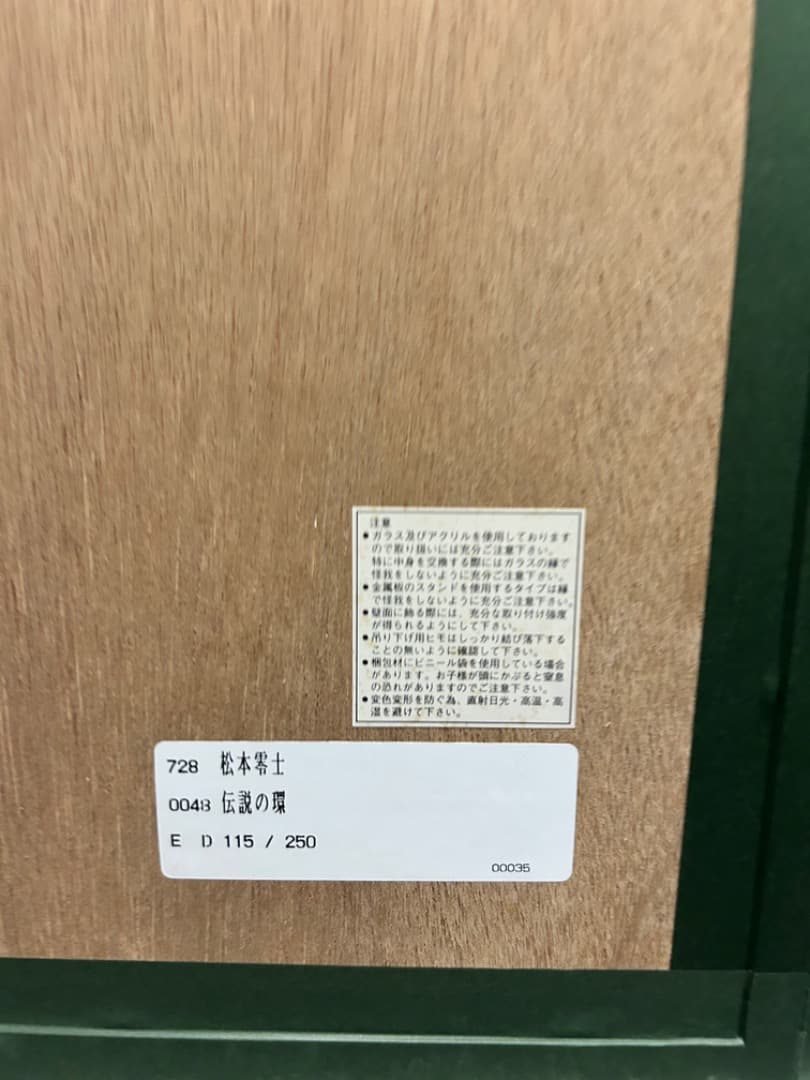 注意
●ガラス及びアクリルを使用しております
ので取り扱いには充分ご注意下さい。
特に中身を交換する際にはガラスの縁で
怪我をしないように充分ご注意下さい。
●金属板のスタンドを使用するタイプは縁
で怪我をしないように充分ご注意下さい。
●壁面に飾る際には、充分な取り付け強度
が得られるようにして下さい。
●吊り下げ用ヒモはしっかり結び落下する
ことの無いように確認して下さい。
●梱包材にビニール袋を使用している場合
があります。お子様が頭にかぶると窒息
の恐れがありますのでご注意下さい。
●変色変形を防ぐ為、直射日光・高温・高
湿を避けて下さい。
728 松本零士
0048 伝説の環
E D 115 / 250
00035